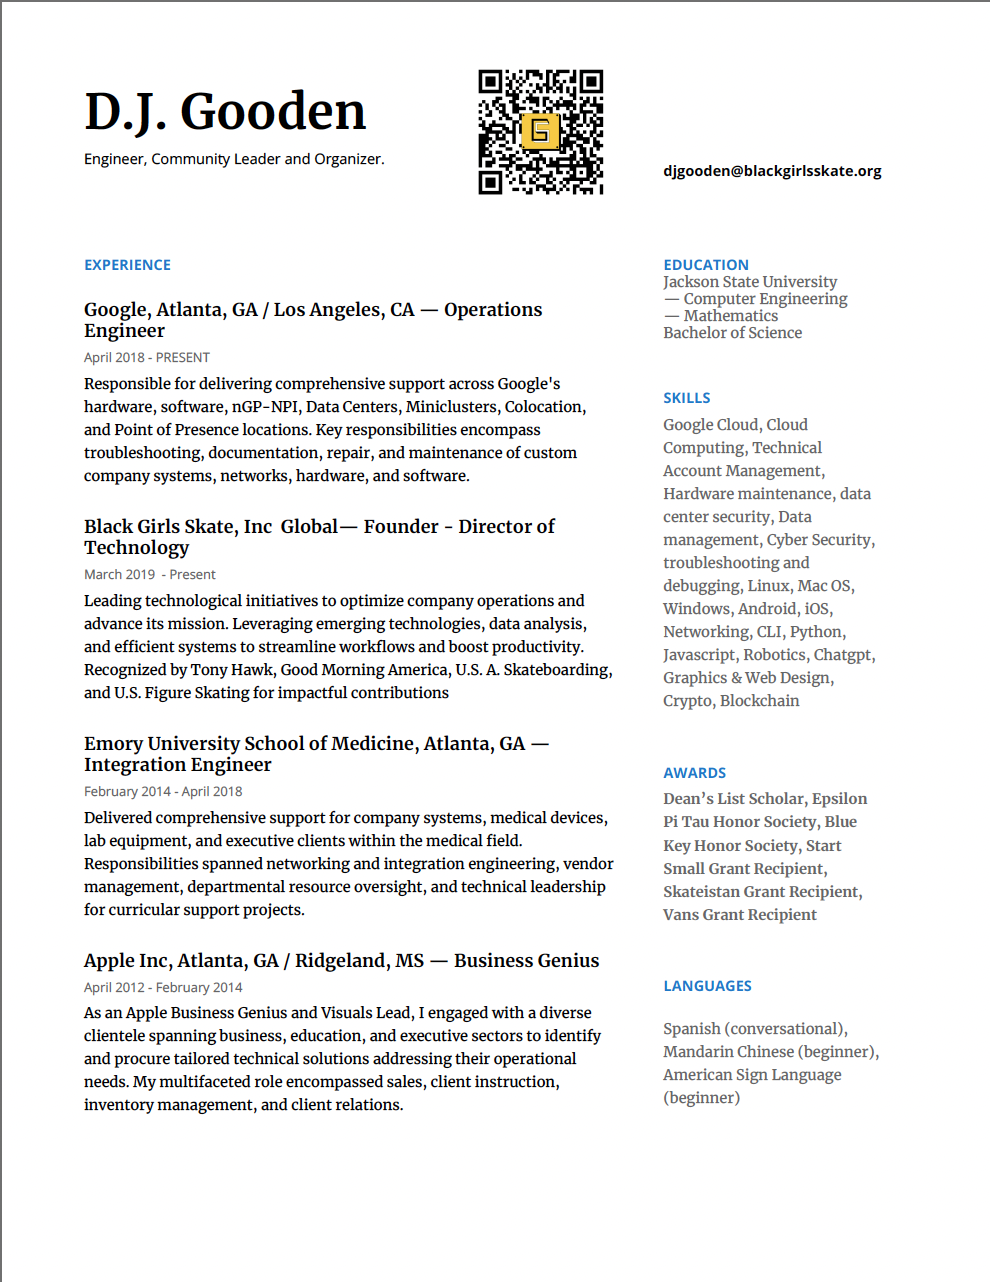 D.J. Gooden
Engineer, Community Leader and Organizer.
G
djgooden@blackgirlsskate.org
EXPERIENCE
Google, Atlanta, GA / Los Angeles, CA — Operations
Engineer
April 2018 - PRESENT
Responsible for delivering comprehensive support across Google's
hardware, software, nGP-NPI, Data Centers, Miniclusters, Colocation,
and Point of Presence locations. Key responsibilities encompass
troubleshooting, documentation, repair, and maintenance of custom
company systems, networks, hardware, and software.
Black Girls Skate, Inc  Global— Founder - Director of
Technology
March 2019  - Present
Leading technological initiatives to optimize company operations and
advance its mission. Leveraging emerging technologies, data analysis,
and efficient systems to streamline workflows and boost productivity.
Recognized by Tony Hawk, Good Morning America, U.S. A. Skateboarding,
and U.S. Figure Skating for impactful contributions
Emory University School of Medicine, Atlanta, GA —
Integration Engineer
February 2014 - April 2018
Delivered comprehensive support for company systems, medical devices,
lab equipment, and executive clients within the medical field.
Responsibilities spanned networking and integration engineering, vendor
management, departmental resource oversight, and technical leadership
for curricular support projects.
Apple Inc, Atlanta, GA / Ridgeland, MS — Business Genius
April 2012 - February 2014
As an Apple Business Genius and Visuals Lead, I engaged with a diverse
clientele spanning business, education, and executive sectors to identify
and procure tailored technical solutions addressing their operational
needs. My multifaceted role encompassed sales, client instruction,
inventory management, and client relations.
EDUCATION
Jackson State University
— Computer Engineering
— Mathematics
Bachelor of Science
SKILLS
Google Cloud, Cloud
Computing, Technical
Account Management,
Hardware maintenance, data
center security, Data
management, Cyber Security,
troubleshooting and
debugging, Linux, Mac OS,
Windows, Android, iOS,
Networking, CLI, Python,
Javascript, Robotics, Chatgpt,
Graphics & Web Design,
Crypto, Blockchain
AWARDS
Dean’s List Scholar, Epsilon
Pi Tau Honor Society, Blue
Key Honor Society, Start
Small Grant Recipient,
Skateistan Grant Recipient,
Vans Grant Recipient
LANGUAGES
Spanish (conversational),
Mandarin Chinese (beginner),
American Sign Language
(beginner)